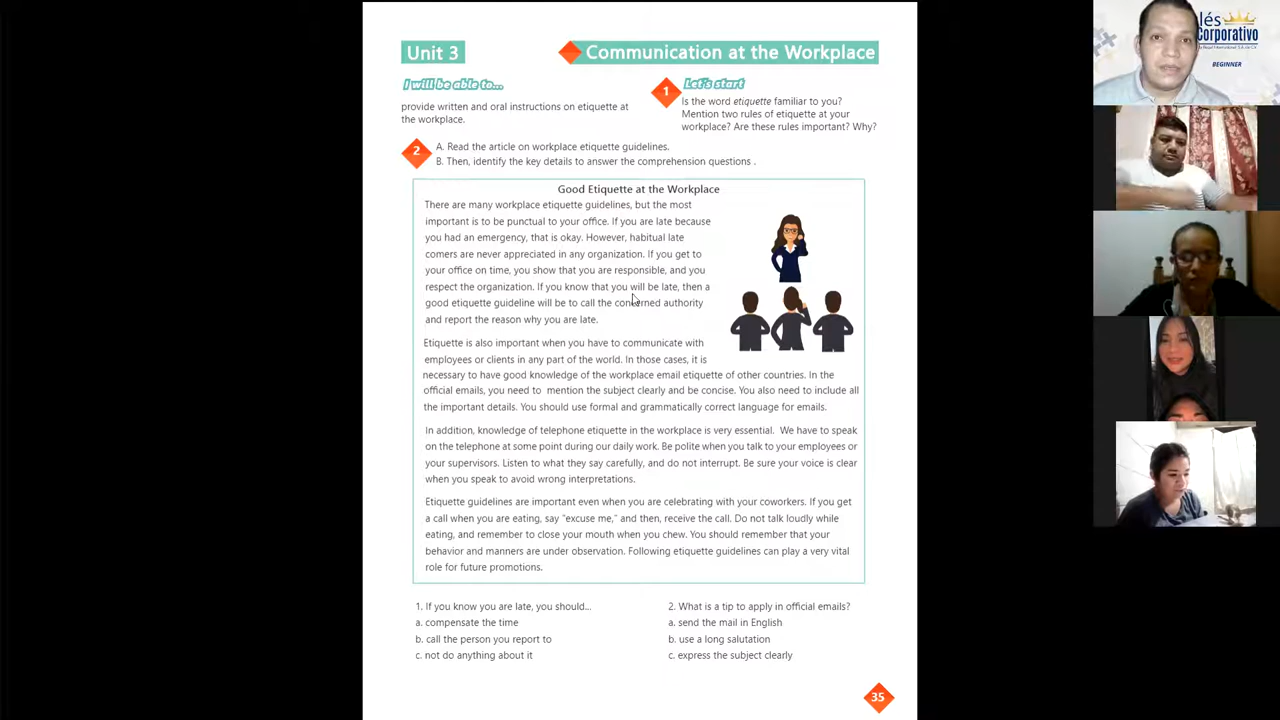 Unit 3
Communication at the Workplace
I will be able to...
provide written and oral instructions on etiquette at
the workplace.
1
Let's start
Is the word etiquette familiar to you?
Mention two rules of etiquette at your
workplace? Are these rules important? Why?
2
A. Read the article on workplace etiquette guidelines.
B. Then, identify the key details to answer the comprehension questions .
Good Etiquette at the Workplace
There are many workplace etiquette guidelines, but the most
important is to be punctual to your office. If you are late because
you had an emergency, that is okay. However, habitual late
comers are never appreciated in any organization. If you get to
your office on time, you show that you are responsible, and you
respect the organization. If you know that you will be late, then a
good etiquette guideline will be to call the concerned authority
and report the reason why you are late.
Etiquette is also important when you have to communicate with
employees or clients in any part of the world. In those cases, it is
necessary to have good knowledge of the workplace email etiquette of other countries. In the
official emails, you need to mention the subject clearly and be concise. You also need to include all
the important details. You should use formal and grammatically correct language for emails.
In addition, knowledge of telephone etiquette in the workplace is very essential. We have to speak
on the telephone at some point during our daily work. Be polite when you talk to your employees or
your supervisors. Listen to what they say carefully, and do not interrupt. Be sure your voice is clear
when you speak to avoid wrong interpretations.
Etiquette guidelines are important even when you are celebrating with your coworkers. If you get
a call when you are eating, say “excuse me,” and then, receive the call. Do not talk loudly while
eating, and remember to close your mouth when you chew. You should remember that your
behavior and manners are under observation. Following etiquette guidelines can play a very vital
role for future promotions.
1. If you know you are late, you should...
a. compensate the time
b. call the person you report to
c. not do anything about it
2. What is a tip to apply in official emails?
a. send the mail in English
b. use a long salutation
c. express the subject clearly
35
lés
Corporativo
BEGINNER